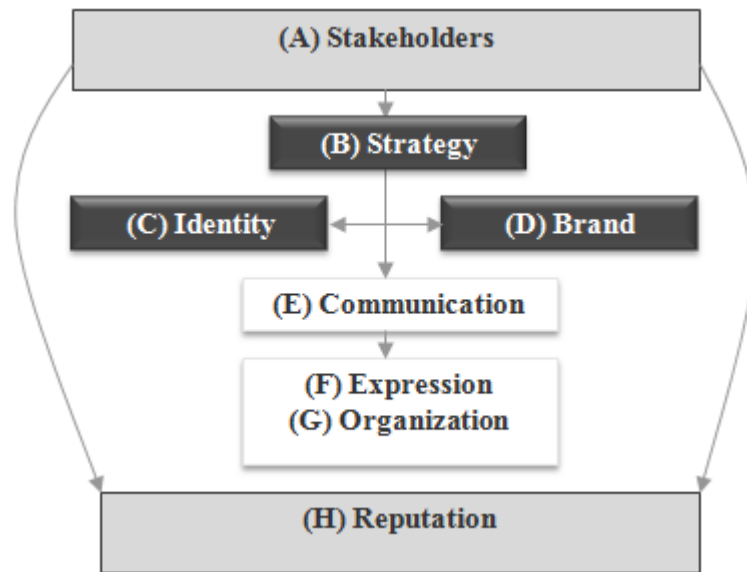 (A) Stakeholders
(B) Strategy
(C) Identity
(D) Brand
(E) Communication
(F) Expression
(G) Organization
(H) Reputation